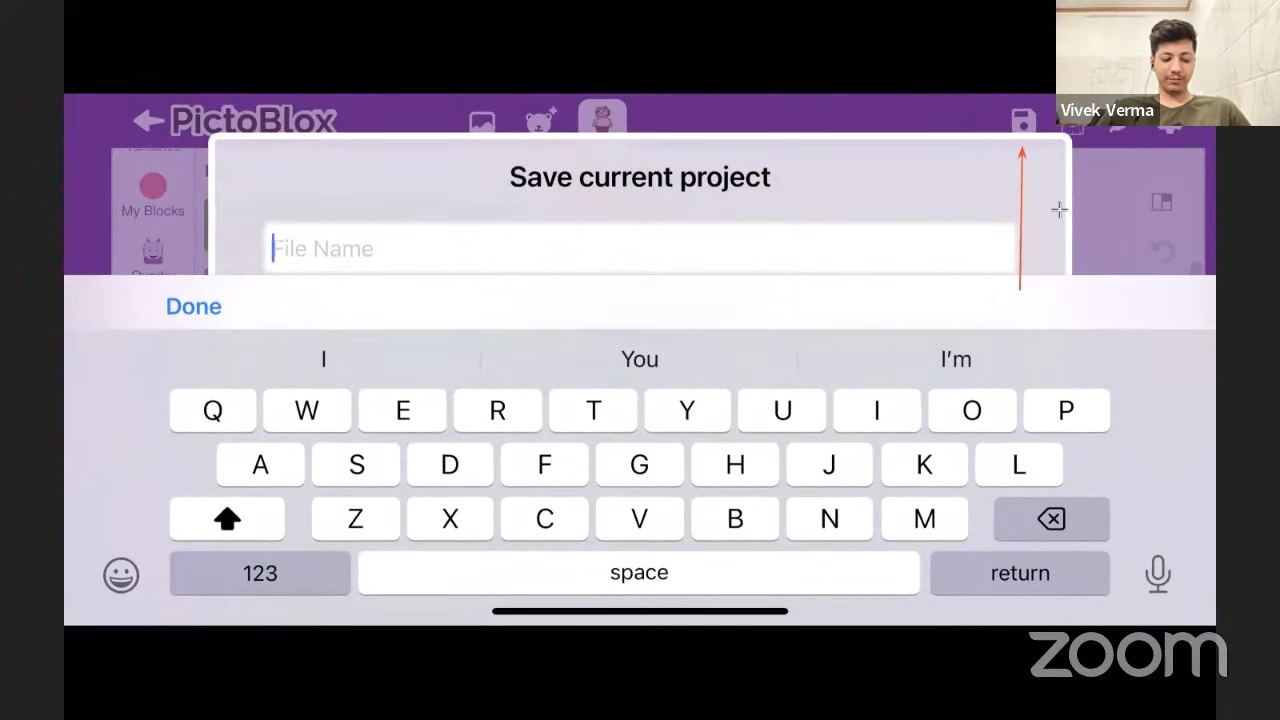 Vivek Verma
PictoBlox
Save current project
My Blocks
File Name
Done
I
You
I'm
Q W E R T Y U I O P
A S D F G H J K L
Z X C V B N M
123
space
return
zoom